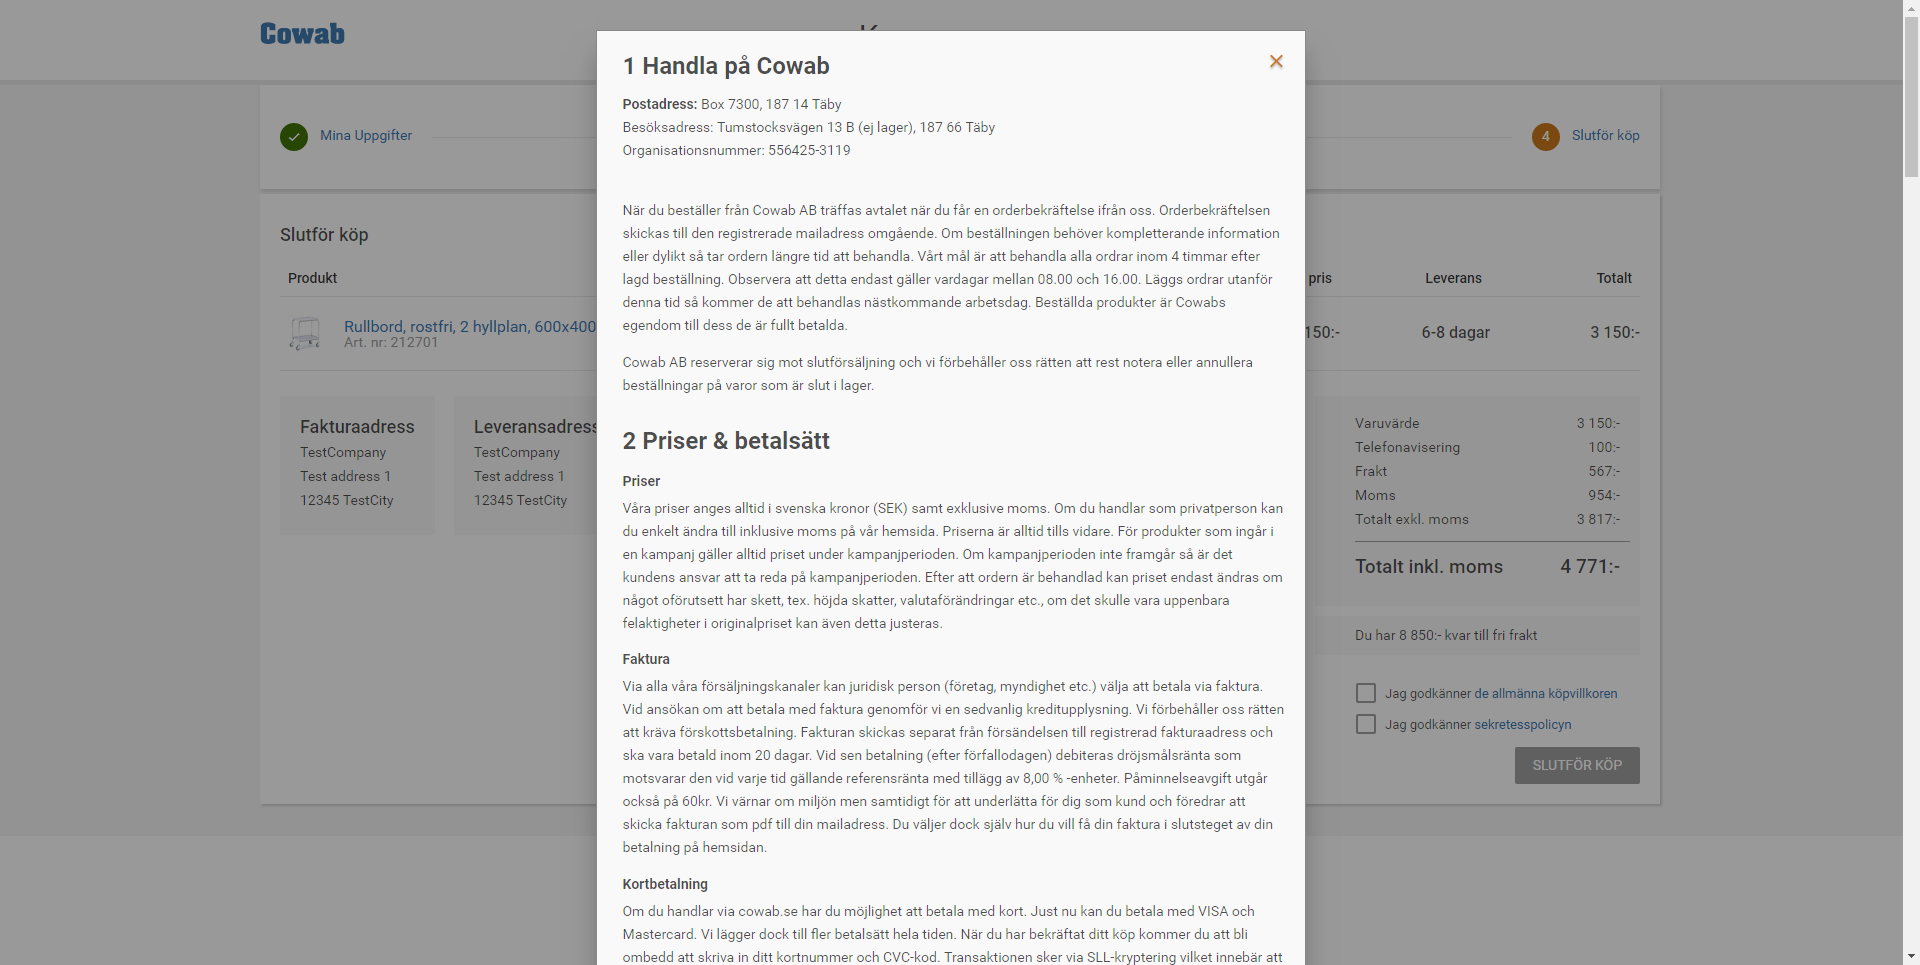 Cowab
Mina Uppgifter
4 Slutför köp
Slutför köp
Produkt
pris
Leverans
Totalt
Rullbord, rostfri, 2 hyllplan, 600x400
Art. nr: 212701
150:-
6-8 dagar
3 150:-
Fakturaadress
TestCompany
Test address 1
12345 TestCity
Leveransadress
TestCompany
Test address 1
12345 TestCity
Varuvärde 3 150:-
Telefonavisering 100:-
Frakt 567:-
Moms 954:-
Totalt exkl. moms 3 817:-
Totalt inkl. moms 4 771:-
Du har 8 850:- kvar till fri frakt
Jag godkänner de allmänna köpvillkoren
Jag godkänner sekretesspolicyn
SLUTFÖR KÖP
1 Handla på Cowab
Postadress: Box 7300, 187 14 Täby
Besöksadress: Tumstocksvägen 13 B (ej lager), 187 66 Täby
Organisationsnummer: 556425-3119
När du beställer från Cowab AB träffas avtalet när du får en orderbekräftelse ifrån oss. Orderbekräftelsen
skickas till den registrerade mailadress omgående. Om beställningen behöver kompletterande information
eller dylikt så tar ordern längre tid att behandla. Vårt mål är att behandla alla ordrar inom 4 timmar efter
lagd beställning. Observera att detta endast gäller vardagar mellan 08.00 och 16.00. Läggs ordrar utanför
denna tid så kommer de att behandlas nästkommande arbetsdag. Beställda produkter är Cowabs
egendom till dess de är fullt betalda.
Cowab AB reserverar sig mot slutförsäljning och vi förbehåller oss rätten att rest notera eller annullera
beställningar på varor som är slut i lager.
2 Priser & betalsätt
Priser
Våra priser anges alltid i svenska kronor (SEK) samt exklusive moms. Om du handlar som privatperson kan
du enkelt ändra till inklusive moms på vår hemsida. Priserna är alltid tills vidare. För produkter som ingår i
en kampanj gäller alltid priset under kampanjperioden. Om kampanjperioden inte framgår så är det
kundens ansvar att ta reda på kampanjperioden. Efter att ordern är behandlad kan priset endast ändras om
något oförutsett har skett, tex. höjda skatter, valutaförändringar etc., om det skulle vara uppenbara
felaktigheter i originalpriset kan även detta justeras.
Faktura
Via alla våra försäljningskanaler kan juridisk person (företag, myndighet etc.) välja att betala via faktura.
Vid ansökan om att betala med faktura genomför vi en sedvanlig kreditupplysning. Vi förbehåller oss rätten
att kräva förskottsbetalning. Fakturan skickas separat från försändelsen till registrerad fakturaadress och
ska vara betald inom 20 dagar. Vid sen betalning (efter förfallodagen) debiteras dröjsmålsränta som
motsvarar den vid varje tid gällande referensränta med tillägg av 8,00 % -enheter. Påminnelseavgift utgår
också på 60kr. Vi värnar om miljön men samtidigt för att underlätta för dig som kund och föredrar att
skicka fakturan som pdf till din mailadress. Du väljer dock själv hur du vill få din faktura i slutsteget av din
betalning på hemsidan.
Kortbetalning
Om du handlar via cowab.se har du möjlighet att betala med kort. Just nu kan du betala med VISA och
Mastercard. Vi lägger dock till fler betalsätt hela tiden. När du har bekräftat ditt köp kommer du att bli
ombedd att skriva in ditt kortnummer och CVC-kod. Transaktionen sker via SLL-kryptering vilket innebär att